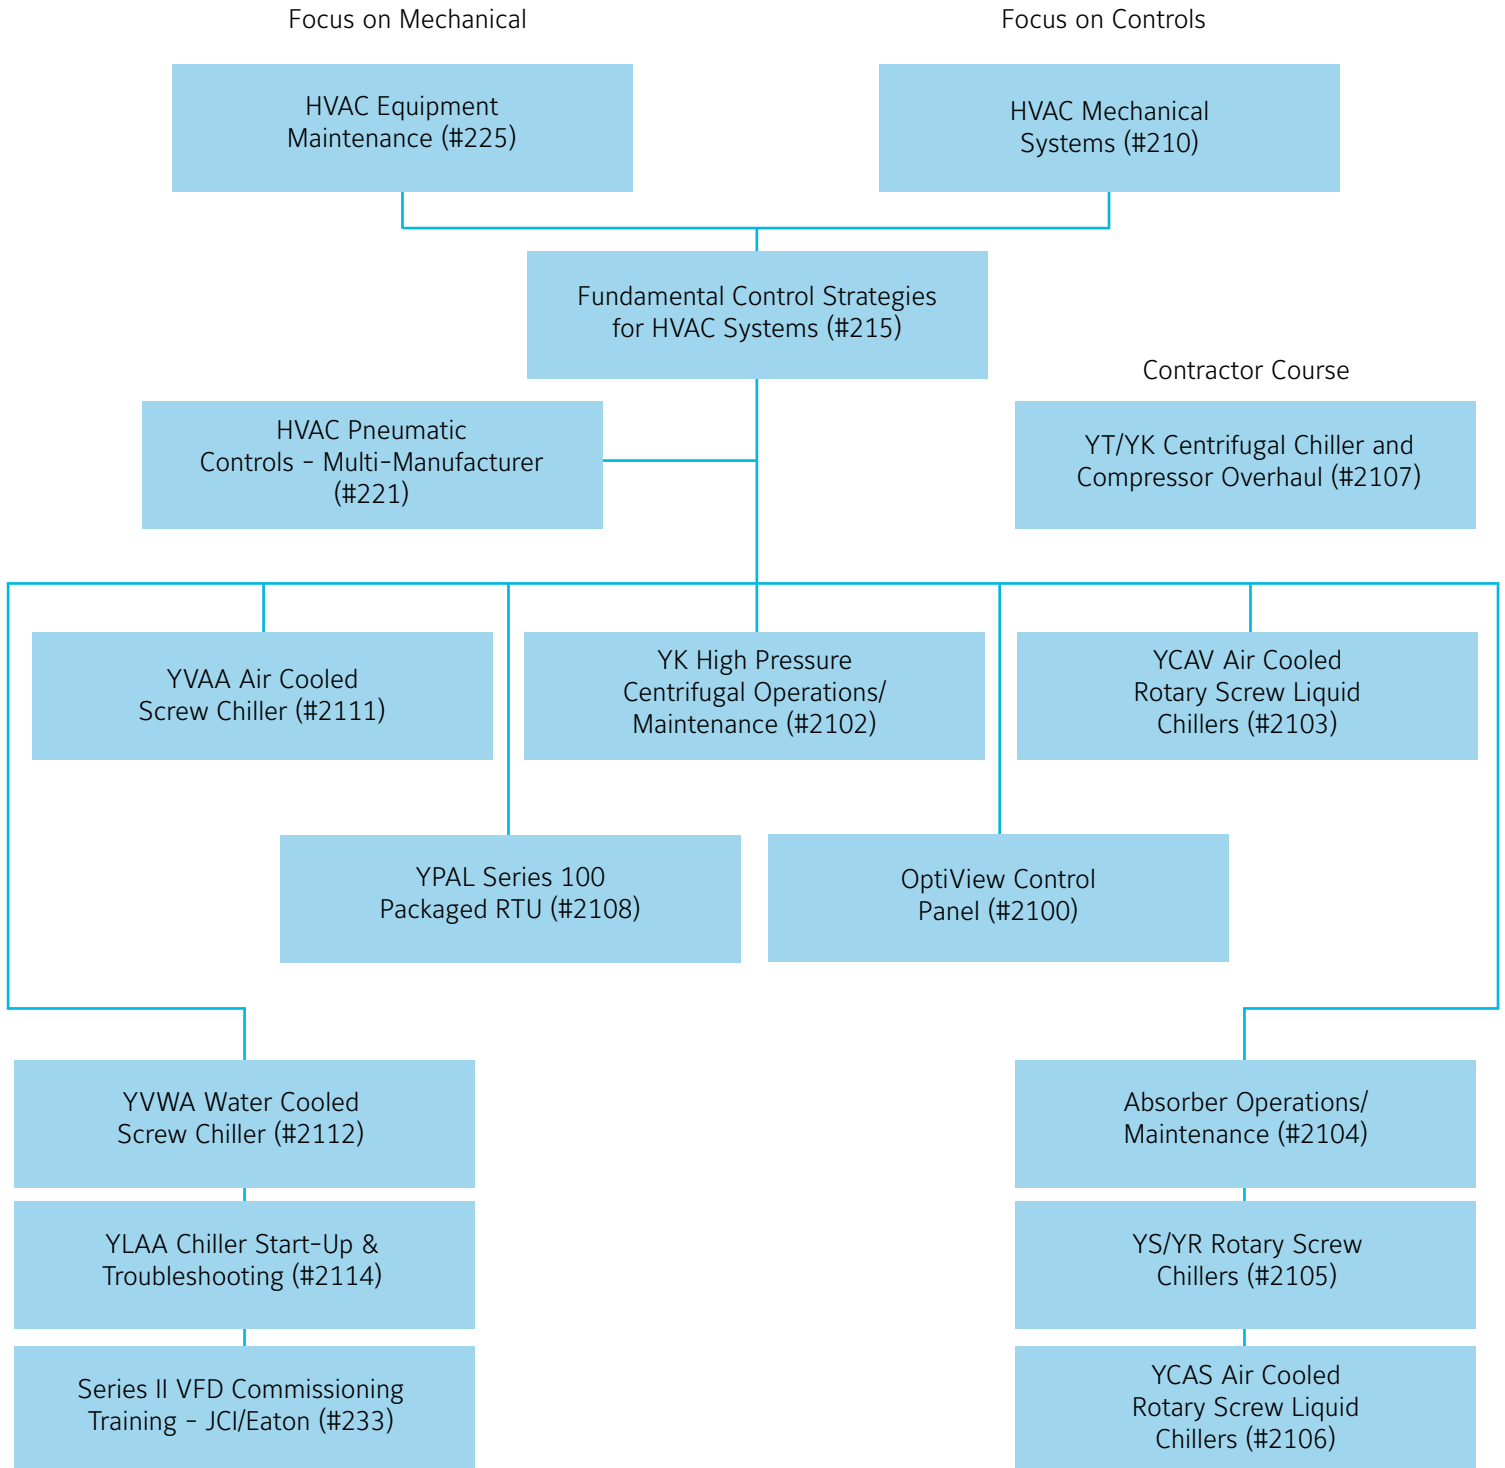 Focus on Mechanical
Focus on Controls
HVAC Equipment
Maintenance (#225)
HVAC Mechanical
Systems (#210)
Fundamental Control Strategies
for HVAC Systems (#215)
Contractor Course
HVAC Pneumatic
Controls - Multi-Manufacturer
(#221)
YT/YK Centrifugal Chiller and
Compressor Overhaul (#2107)
YVAA Air Cooled
Screw Chiller (#2111)
YK High Pressure
Centrifugal Operations/
Maintenance (#2102)
YCAV Air Cooled
Rotary Screw Liquid
Chillers (#2103)
YPAL Series 100
Packaged RTU (#2108)
OptiView Control
Panel (#2100)
YVWA Water Cooled
Screw Chiller (#2112)
Absorber Operations/
Maintenance (#2104)
YLAA Chiller Start-Up &
Troubleshooting (#2114)
YS/YR Rotary Screw
Chillers (#2105)
Series II VFD Commissioning
Training - JCI/Eaton (#233)
YCAS Air Cooled
Rotary Screw Liquid
Chillers (#2106)